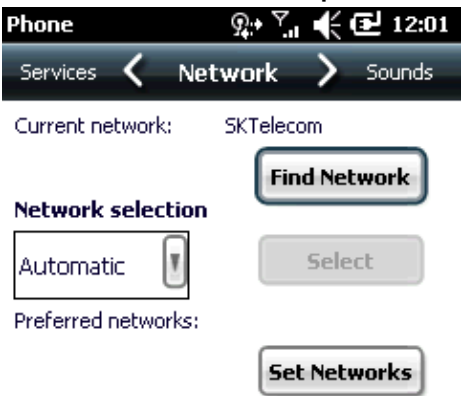 Phone 12:01
Services Network Sounds
Current network: SKTelecom
Find Network
Network selection
Automatic Select
Preferred networks:
Set Networks